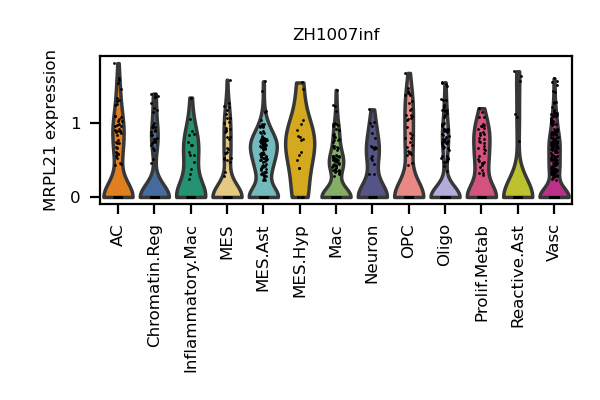 ZH1007inf
MRPL21 expression
1
0
AC
Chromatin.Reg
Inflammatory.Mac
MES
MES.Ast
MES.Hyp
Mac
Neuron
OPC
Oligo
Prolif.Metab
Reactive.Ast
Vasc